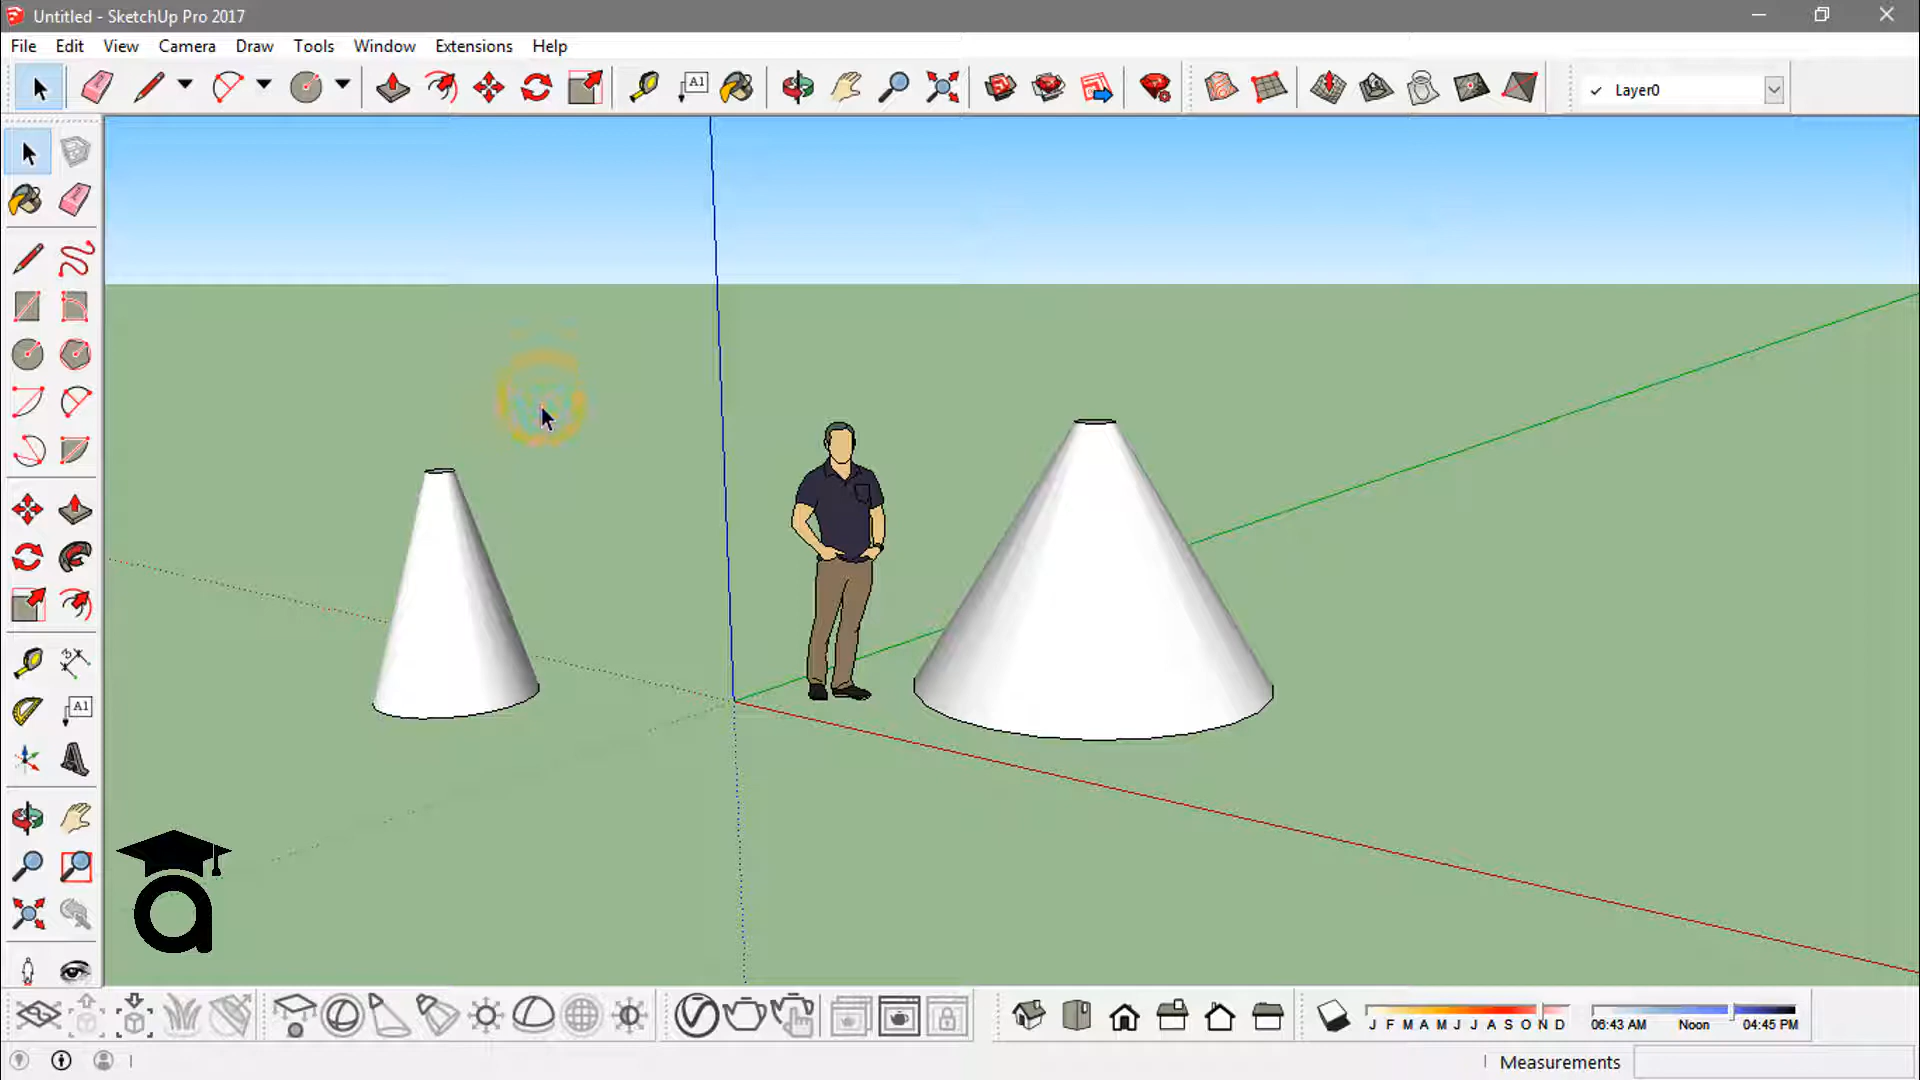 Untitled - SketchUp Pro 2017
File Edit View Camera Draw Tools Window Extensions Help
A1
✓ Layer0
A1
J F M A M J J A S O N D
06:43 AM Noon 04:45 PM
Measurements